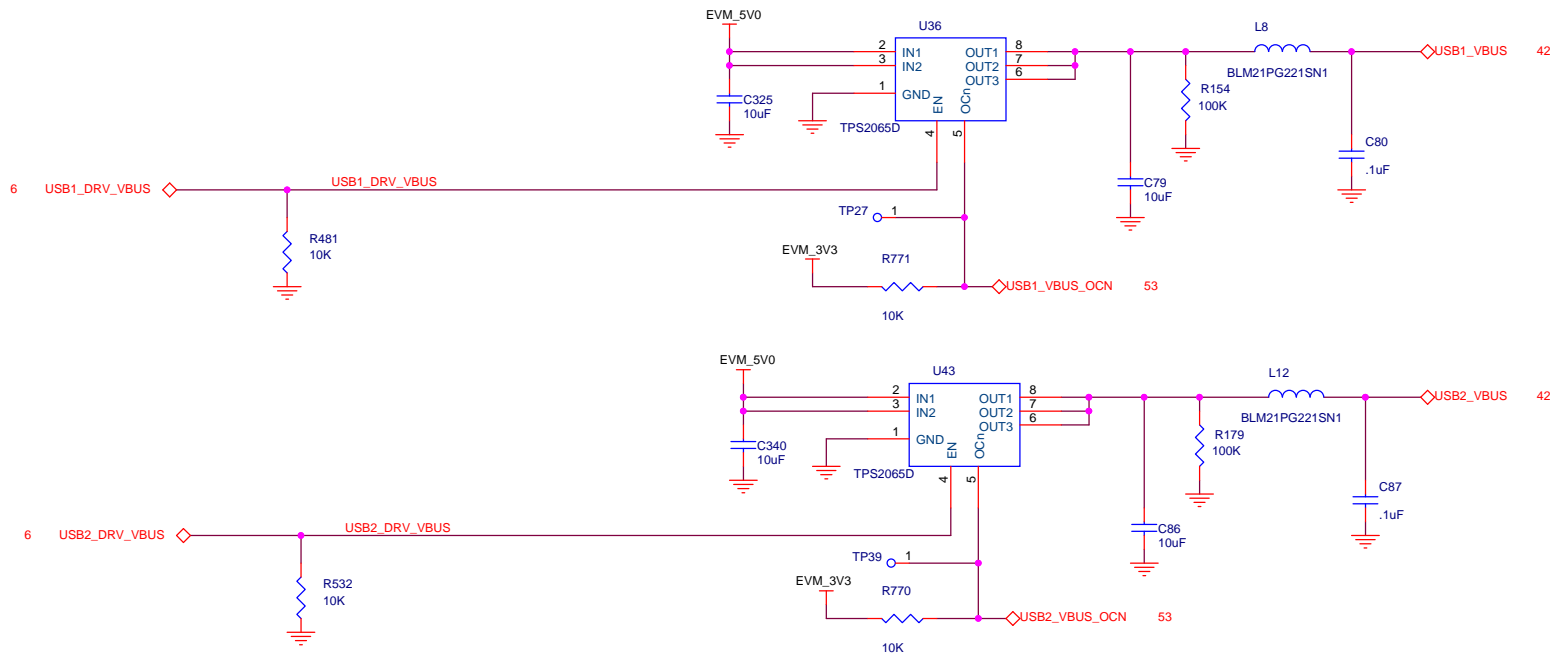 EVM_5V0
U36
L8
2 IN1 OUT1 8 USB1_VBUS 42
3 IN2 OUT2 7
OUT3 6 BLM21PG221SN1
1 GND EN OCn R154
C325 100K
10uF
TPS2065D 4 5
C80
.1uF
6 USB1_DRV_VBUS USB1_DRV_VBUS C79
10uF
TP27 1
R481
10K
EVM_3V3 R771
USB1_VBUS_OCN 53
10K
EVM_5V0
U43 L12
2 IN1 OUT1 8 USB2_VBUS 42
3 IN2 OUT2 7
OUT3 6 BLM21PG221SN1
1 GND EN OCn R179
C340 100K
10uF
TPS2065D 4 5
C87
.1uF
6 USB2_DRV_VBUS USB2_DRV_VBUS C86
10uF
TP39 1
R532
10K
EVM_3V3 R770
USB2_VBUS_OCN 53
10K